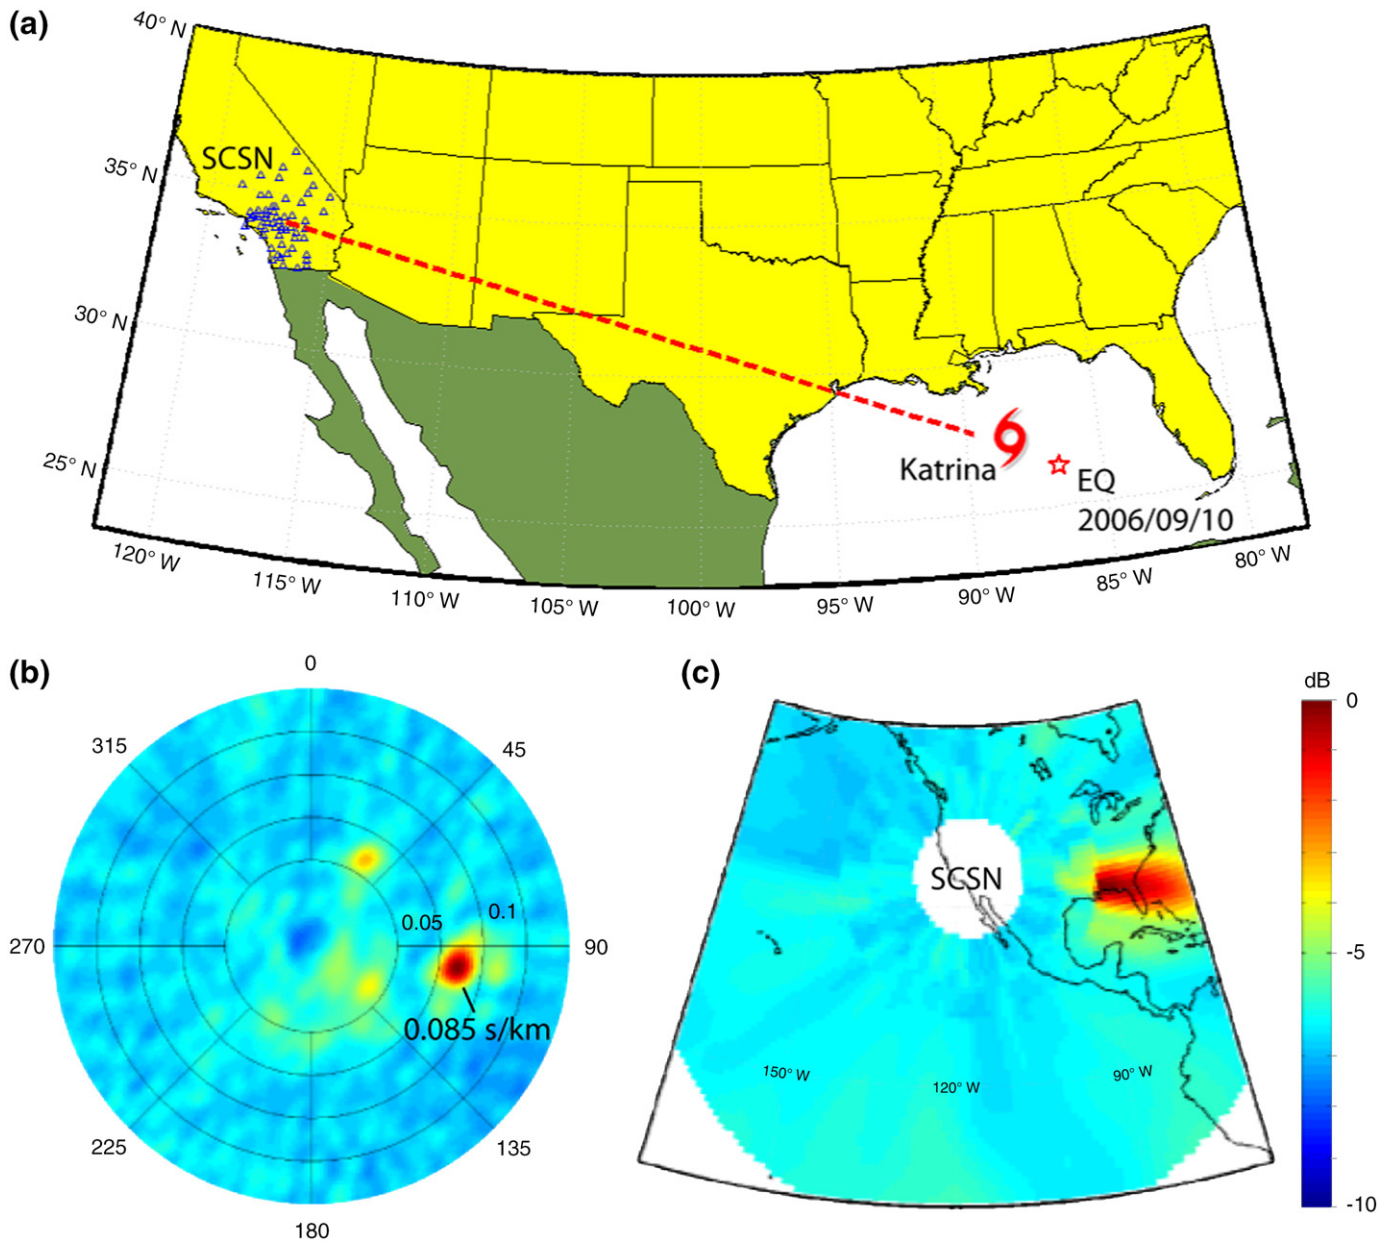 (a)
40° N
35° N
30° N
25° N
SCSN
Katrina
EQ
2006/09/10
120° W
115° W
110° W
105° W
100° W
95° W
90° W
85° W
80° W
(b)
0
45
90
135
180
225
270
315
0.05
0.1
0.085 s/km
(c)
SCSN
150° W
120° W
90° W
dB
0
-5
-10